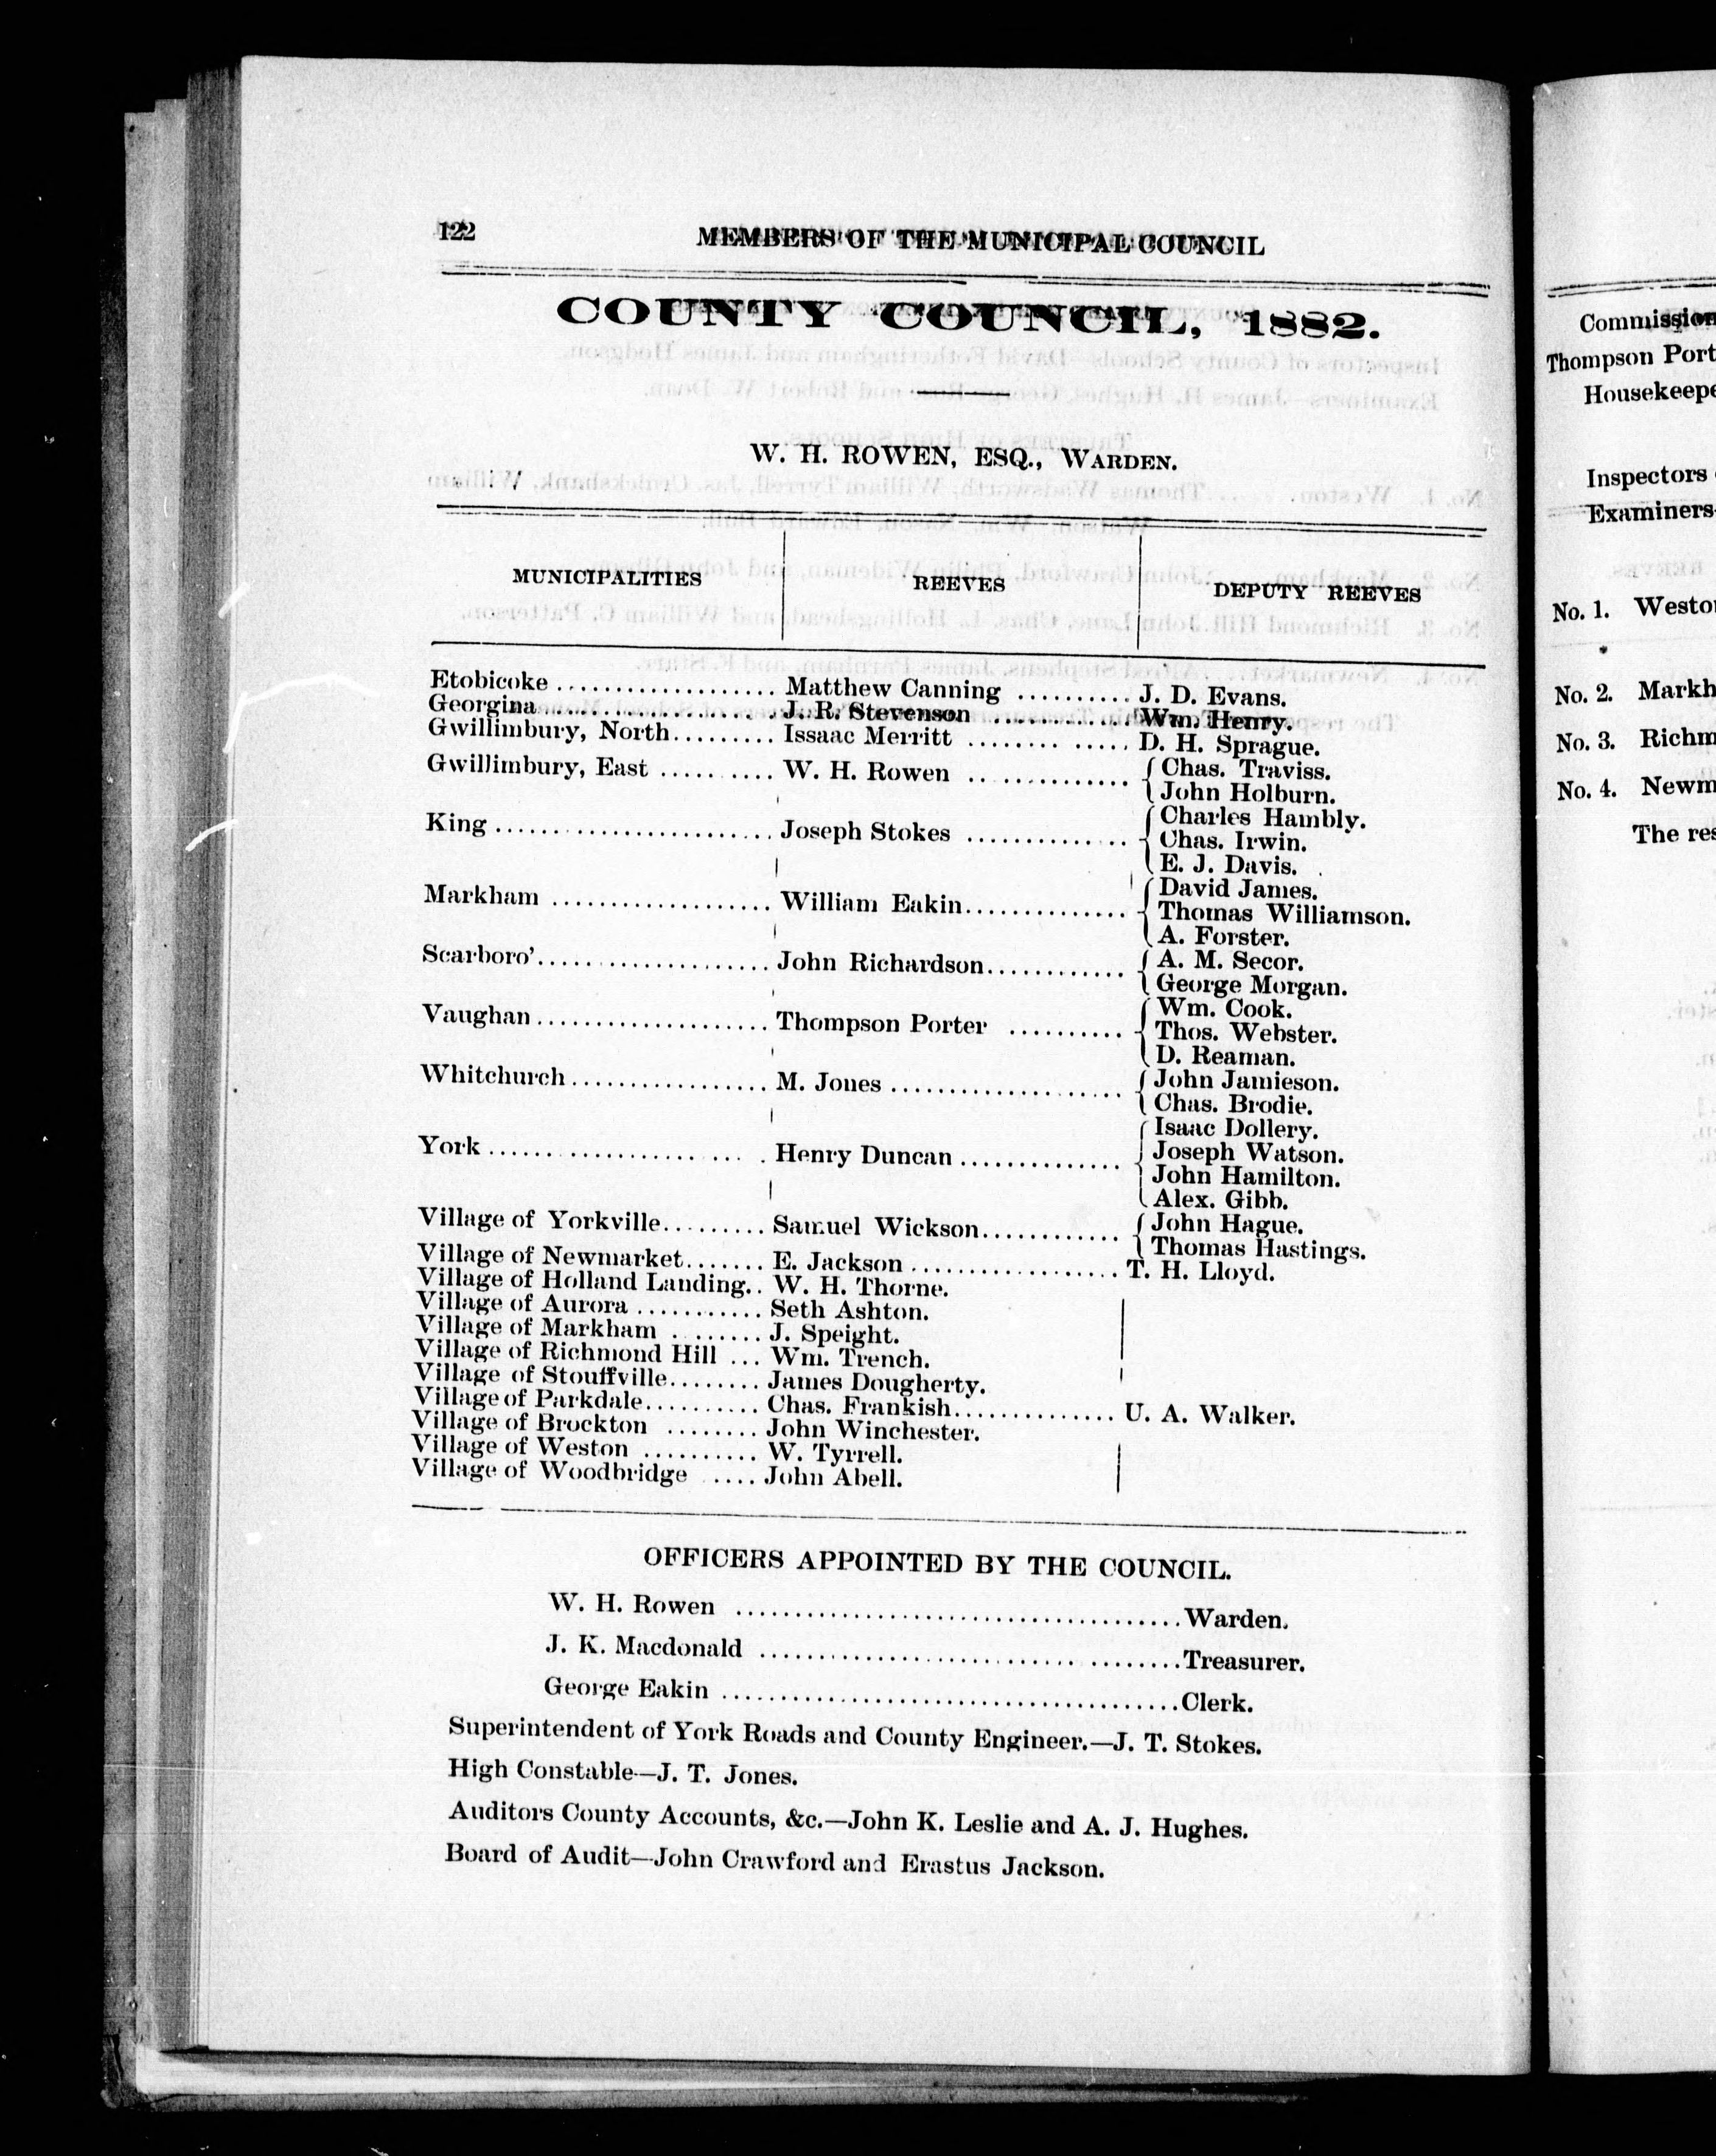 122 MEMBERS OF THE MUNICIPAL COUNCIL
COUNTY COUNCIL, 1882.
W. H. ROWEN, ESQ., WARDEN.
MUNICIPALITIES REEVES DEPUTY REEVES
Etobicoke .................. Matthew Canning .......... J. D. Evans.
Georgina.................... J. R. Stevenson ............ Wm. Henry.
Gwillimbury, North......... Issaac Merritt ............. D. H. Sprague.
Gwillimbury, East .......... W. H. Rowen .............. { Chas. Traviss.
John Holburn.
King ........................ Joseph Stokes .............. { Charles Hambly.
Chas. Irwin.
E. J. Davis.
Markham ................... William Eakin.............. { David James.
Thomas Williamson.
A. Forster.
Scarboro'.................... John Richardson............ { A. M. Secor.
George Morgan.
Vaughan.................... Thompson Porter .......... { Wm. Cook.
Thos. Webster.
D. Reaman.
Whitchurch................. M. Jones .................... { John Jamieson.
Chas. Brodie.
York ........................ Henry Duncan .............. { Isaac Dollery.
Joseph Watson.
John Hamilton.
Alex. Gibb.
Village of Yorkville......... Samuel Wickson............ { John Hague.
Thomas Hastings.
Village of Newmarket....... E. Jackson .................. T. H. Lloyd.
Village of Holland Landing.. W. H. Thorne.
Village of Aurora ........... Seth Ashton.
Village of Markham ........ J. Speight.
Village of Richmond Hill ... Wm. Trench.
Village of Stouffville........ James Dougherty.
Village of Parkdale.......... Chas. Frankish.............. U. A. Walker.
Village of Brockton ........ John Winchester.
Village of Weston .......... W. Tyrrell.
Village of Woodbridge ..... John Abell.
OFFICERS APPOINTED BY THE COUNCIL.
W. H. Rowen ......................................Warden.
J. K. Macdonald ....................................Treasurer.
George Eakin .......................................Clerk.
Superintendent of York Roads and County Engineer.—J. T. Stokes.
High Constable—J. T. Jones.
Auditors County Accounts, &c.—John K. Leslie and A. J. Hughes.
Board of Audit—John Crawford and Erastus Jackson.
Commission
Thompson Port
Housekeepe
Inspectors
Examiners
No. 1. Westo
No. 2. Markh
No. 3. Richm
No. 4. Newm
The res